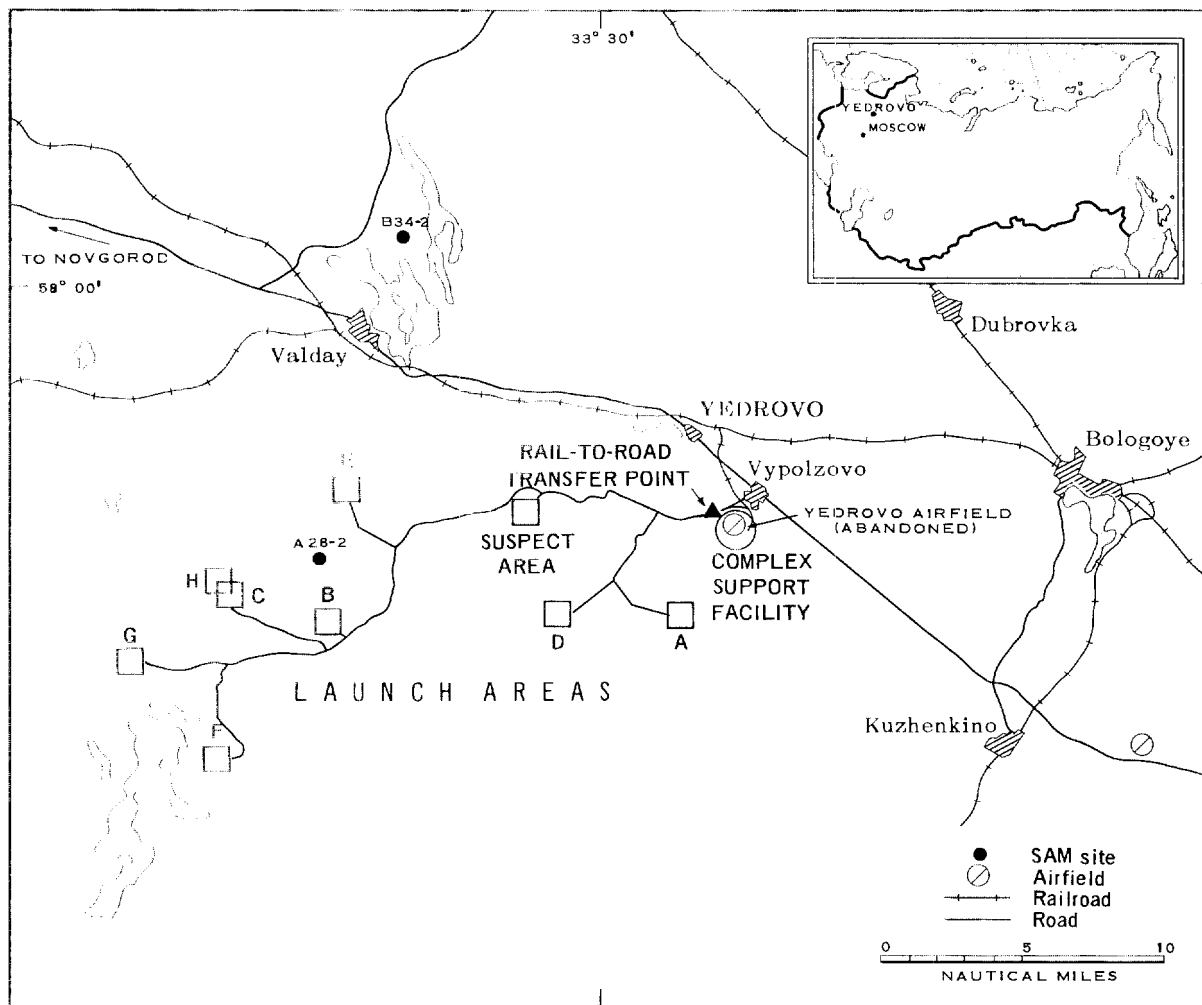 33° 30'
YEDROVO
MOSCOW
B34-2
TO NOVGOROD
58° 00'
Dubrovka
Valday
YEDROVO
Bologoye
RAIL-TO-ROAD
TRANSFER POINT
Vypolzovo
YEDROVO AIRFIELD
(ABANDONED)
SUSPECT
AREA
A28-2
COMPLEX
SUPPORT
FACILITY
H
C
B
D
A
G
LAUNCH AREAS
F
Kuzhenkino
SAM site
Airfield
Railroad
Road
0 5 10
NAUTICAL MILES